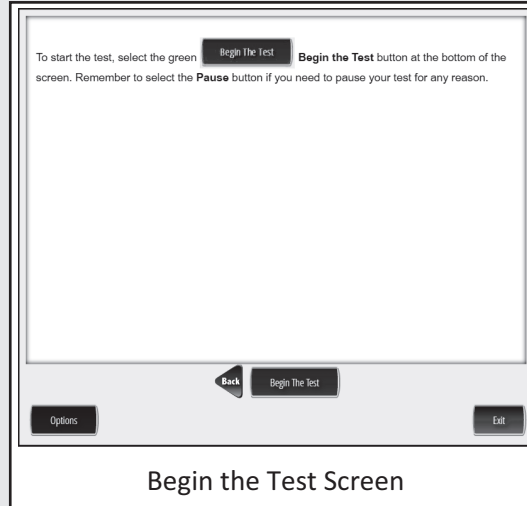 To start the test, select the green Begin The Test Begin the Test button at the bottom of the
screen. Remember to select the Pause button if you need to pause your test for any reason.
Back Begin The Test
Options Exit
Begin the Test Screen